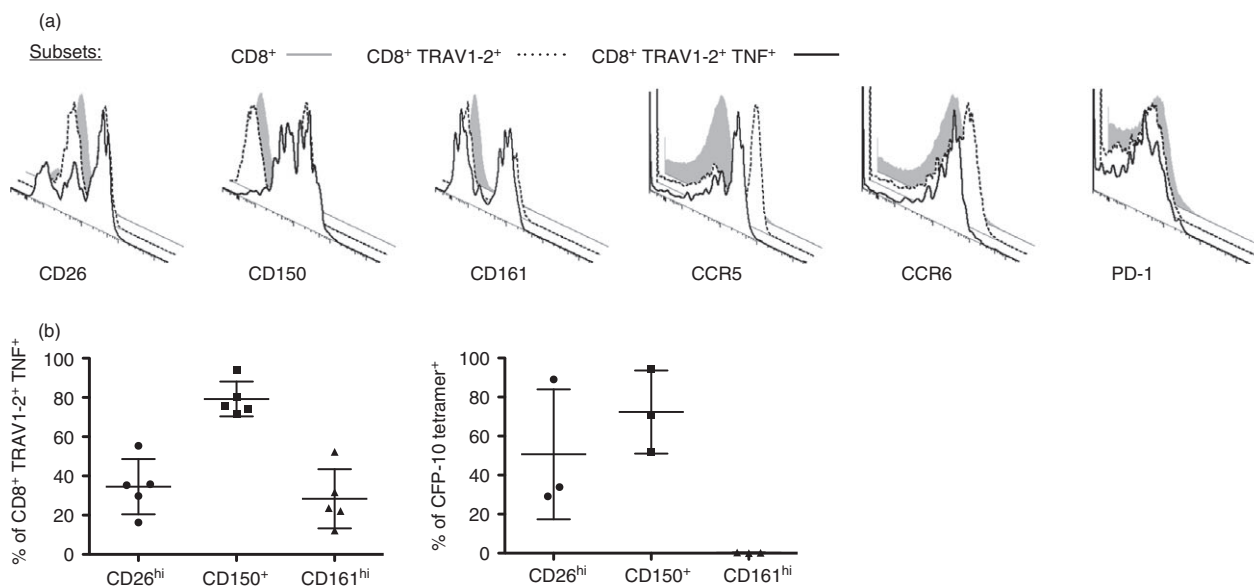 (a)
Subsets: CD8⁺ CD8⁺ TRAV1-2⁺ CD8⁺ TRAV1-2⁺ TNF⁺
CD26 CD150 CD161 CCR5 CCR6 PD-1
(b)
% of CD8⁺ TRAV1-2⁺ TNF⁺
100
80
60
40
20
0
CD26ʰⁱ CD150⁺ CD161ʰⁱ
% of CFP-10 tetramer⁺
100
80
60
40
20
0
CD26ʰⁱ CD150⁺ CD161ʰⁱ